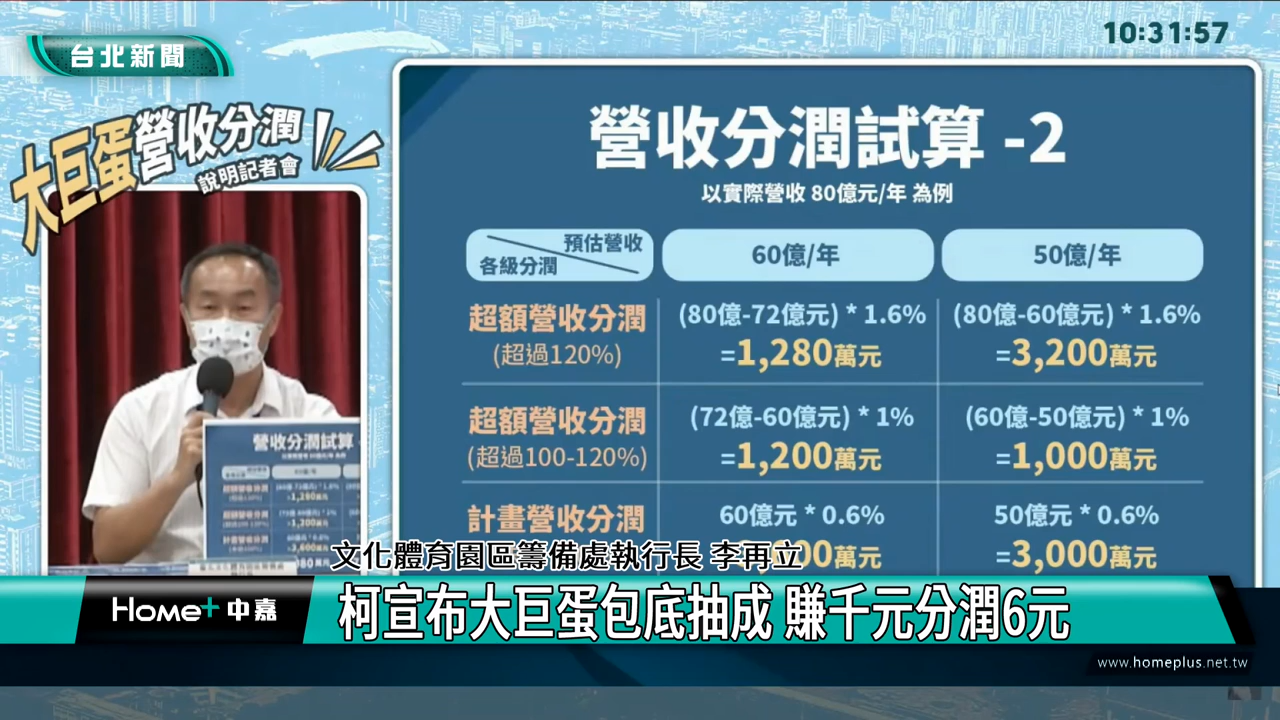 台北新聞
10:31:57
大巨蛋營收分潤
說明記者會
營收分潤試算 -2
以實際營收 80億元/年 為例
預估營收
各級分潤
60億/年
50億/年
超額營收分潤
(超過120%)
(80億-72億元) * 1.6%
=1,280萬元
(80億-60億元) * 1.6%
=3,200萬元
超額營收分潤
(超過100-120%)
(72億-60億元) * 1%
=1,200萬元
(60億-50億元) * 1%
=1,000萬元
計畫營收分潤
60億元 * 0.6%
50億元 * 0.6%
=3,000萬元
營收分潤試算
文化體育園區籌備處執行長 李再立
Home+中嘉
柯宣布大巨蛋包底抽成 賺千元分潤6元
www.homeplus.net.tw